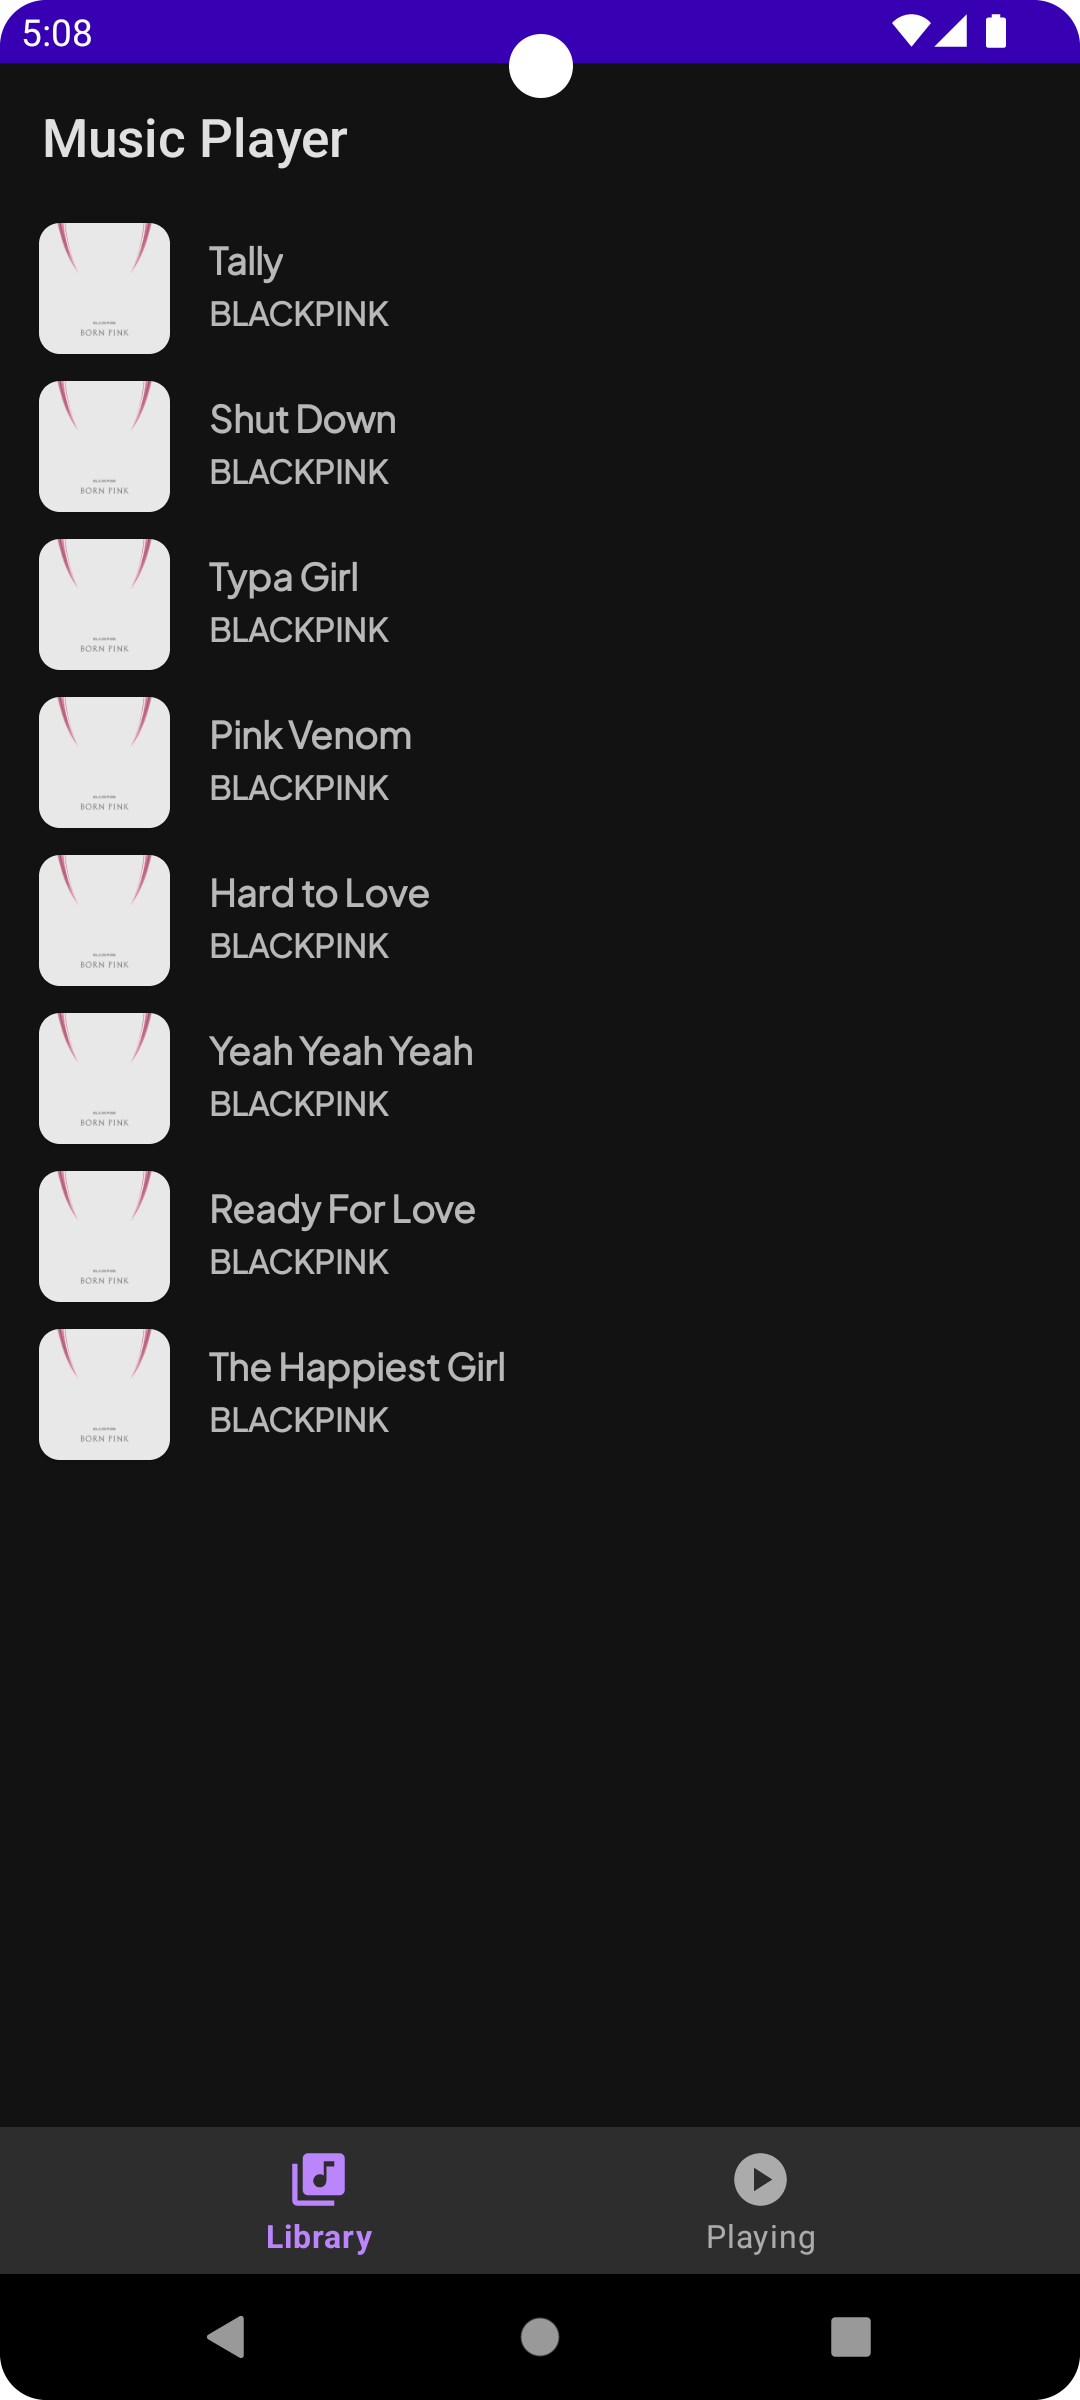 5:08
Music Player
BORN PINK
Tally
BLACKPINK
BORN PINK
Shut Down
BLACKPINK
BORN PINK
Typa Girl
BLACKPINK
BORN PINK
Pink Venom
BLACKPINK
BORN PINK
Hard to Love
BLACKPINK
BORN PINK
Yeah Yeah Yeah
BLACKPINK
BORN PINK
Ready For Love
BLACKPINK
BORN PINK
The Happiest Girl
BLACKPINK
BORN PINK
Library
Playing